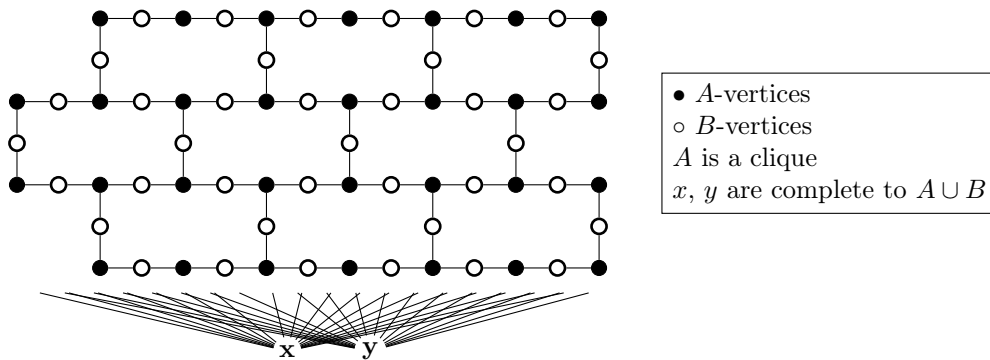 ● A-vertices
○ B-vertices
A is a clique
x, y are complete to A ∪ B
x y